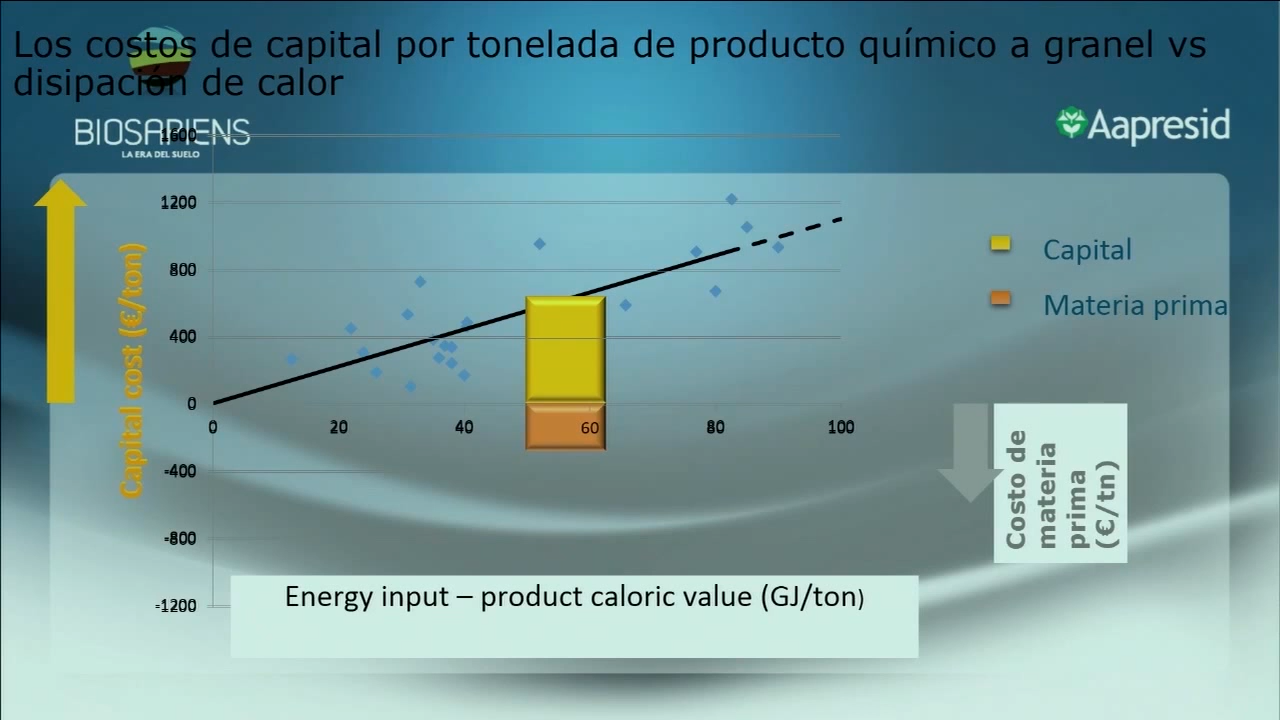 Los costos de capital por tonelada de producto químico a granel vs
disipación de calor
BIOSAPIENS
LA ERA DEL SUELO
Aapresid
1600
1200
800
400
0
-400
-800
-1200
0 20 40 60 80 100
Capital cost (€/ton)
Capital
Materia prima
Costo de
materia
prima
(€/tn)
Energy input – product caloric value (GJ/ton)